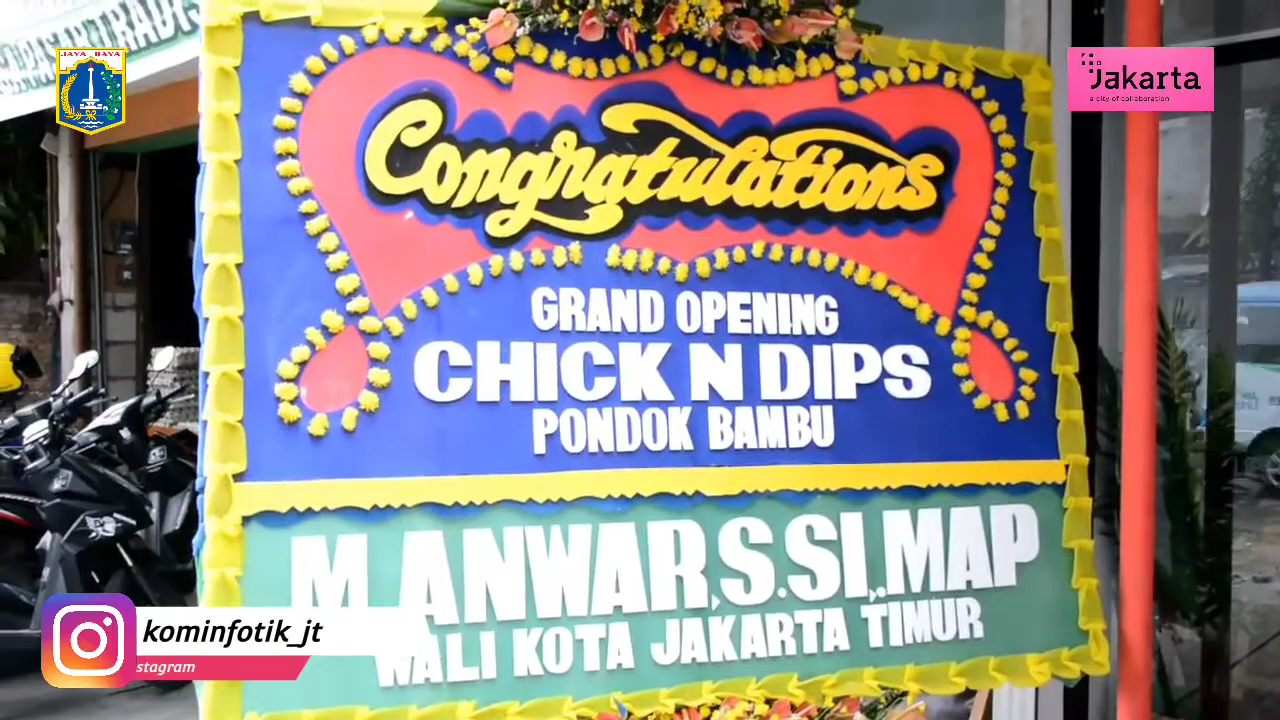 JAYA RAYA
Jakarta
a city of collaboration
Congratulations
GRAND OPENING
CHICK N DIPS
PONDOK BAMBU
M ANWAR,S.SI,.MAP
WALI KOTA JAKARTA TIMUR
kominfotik_jt
stagram